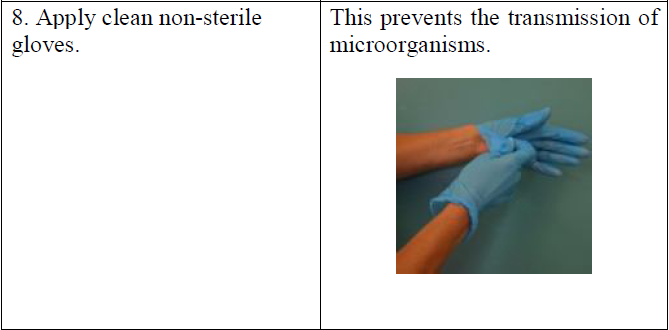 8. Apply clean non-sterile
gloves.
This prevents the transmission of
microorganisms.